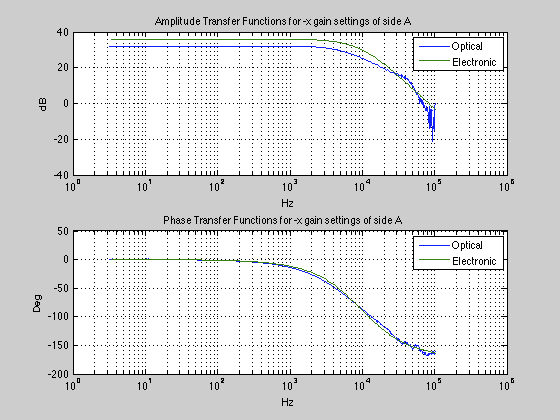 Amplitude Transfer Functions for -x gain settings of side A
40
20
0
-20
-40
dB
Optical
Electronic
10^0 10^1 10^2 10^3 10^4 10^5 10^6
Hz
Phase Transfer Functions for -x gain settings of side A
50
0
-50
-100
-150
-200
Deg
Optical
Electronic
10^0 10^1 10^2 10^3 10^4 10^5 10^6
Hz